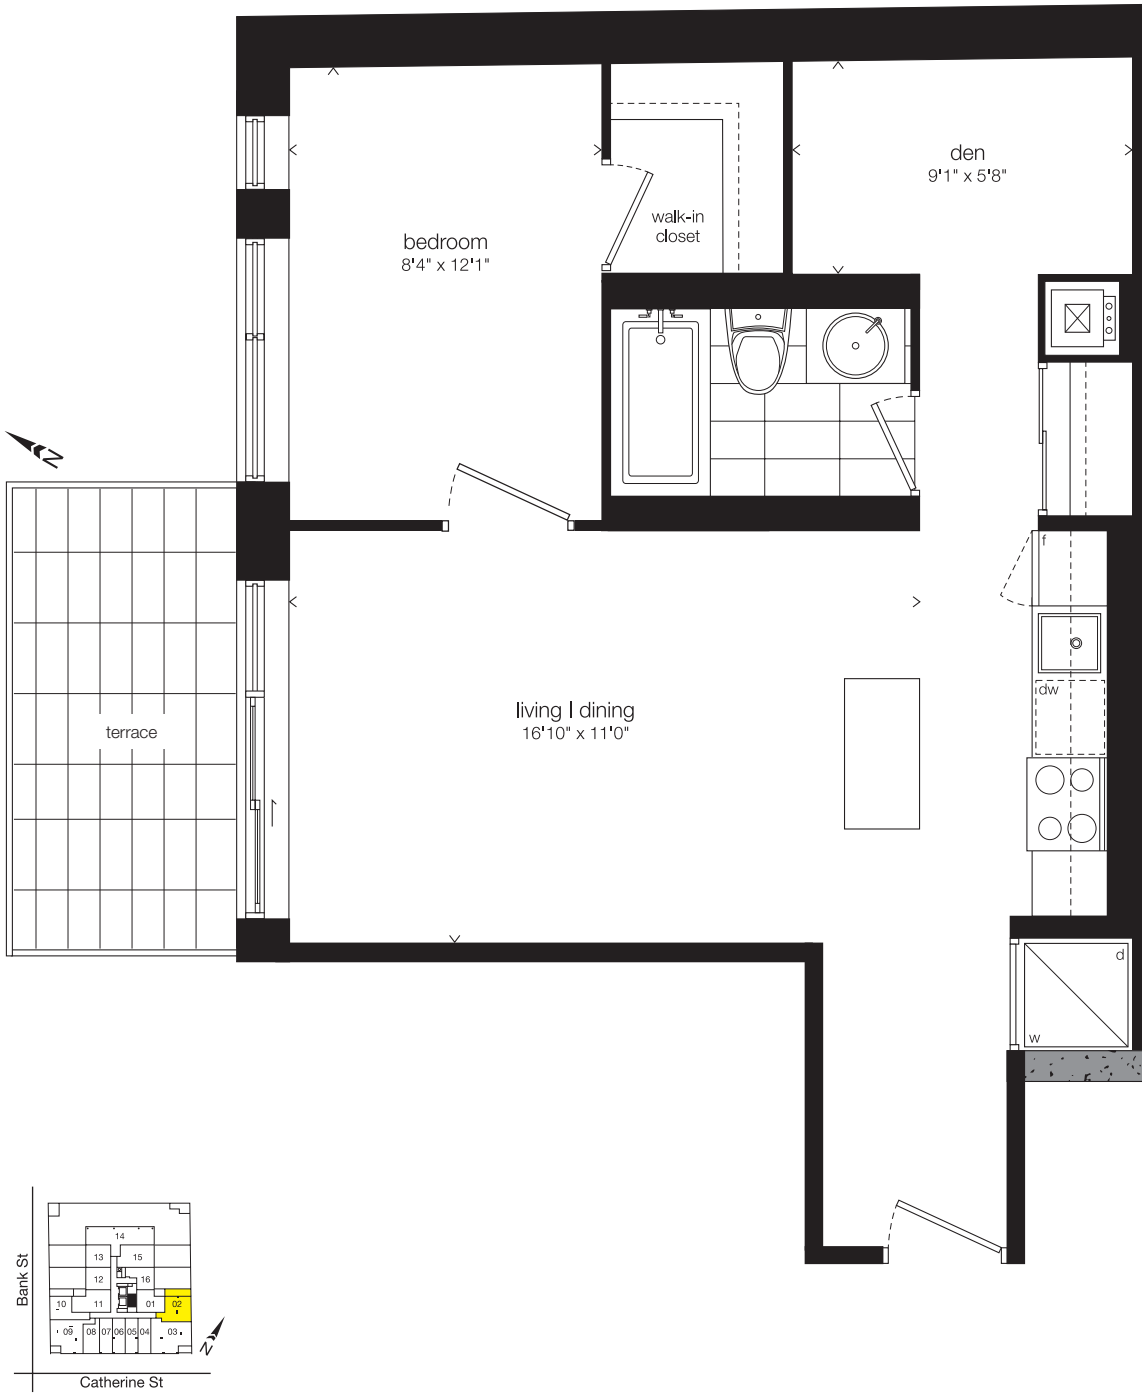 den
9'1" x 5'8"
walk-in
closet
bedroom
8'4" x 12'1"
N
f
dw
living | dining
16'10" x 11'0"
terrace
d
w
Bank St
14
13 15
12 16
10 11 01 02
09 08 07 06 05 04 03
N
Catherine St